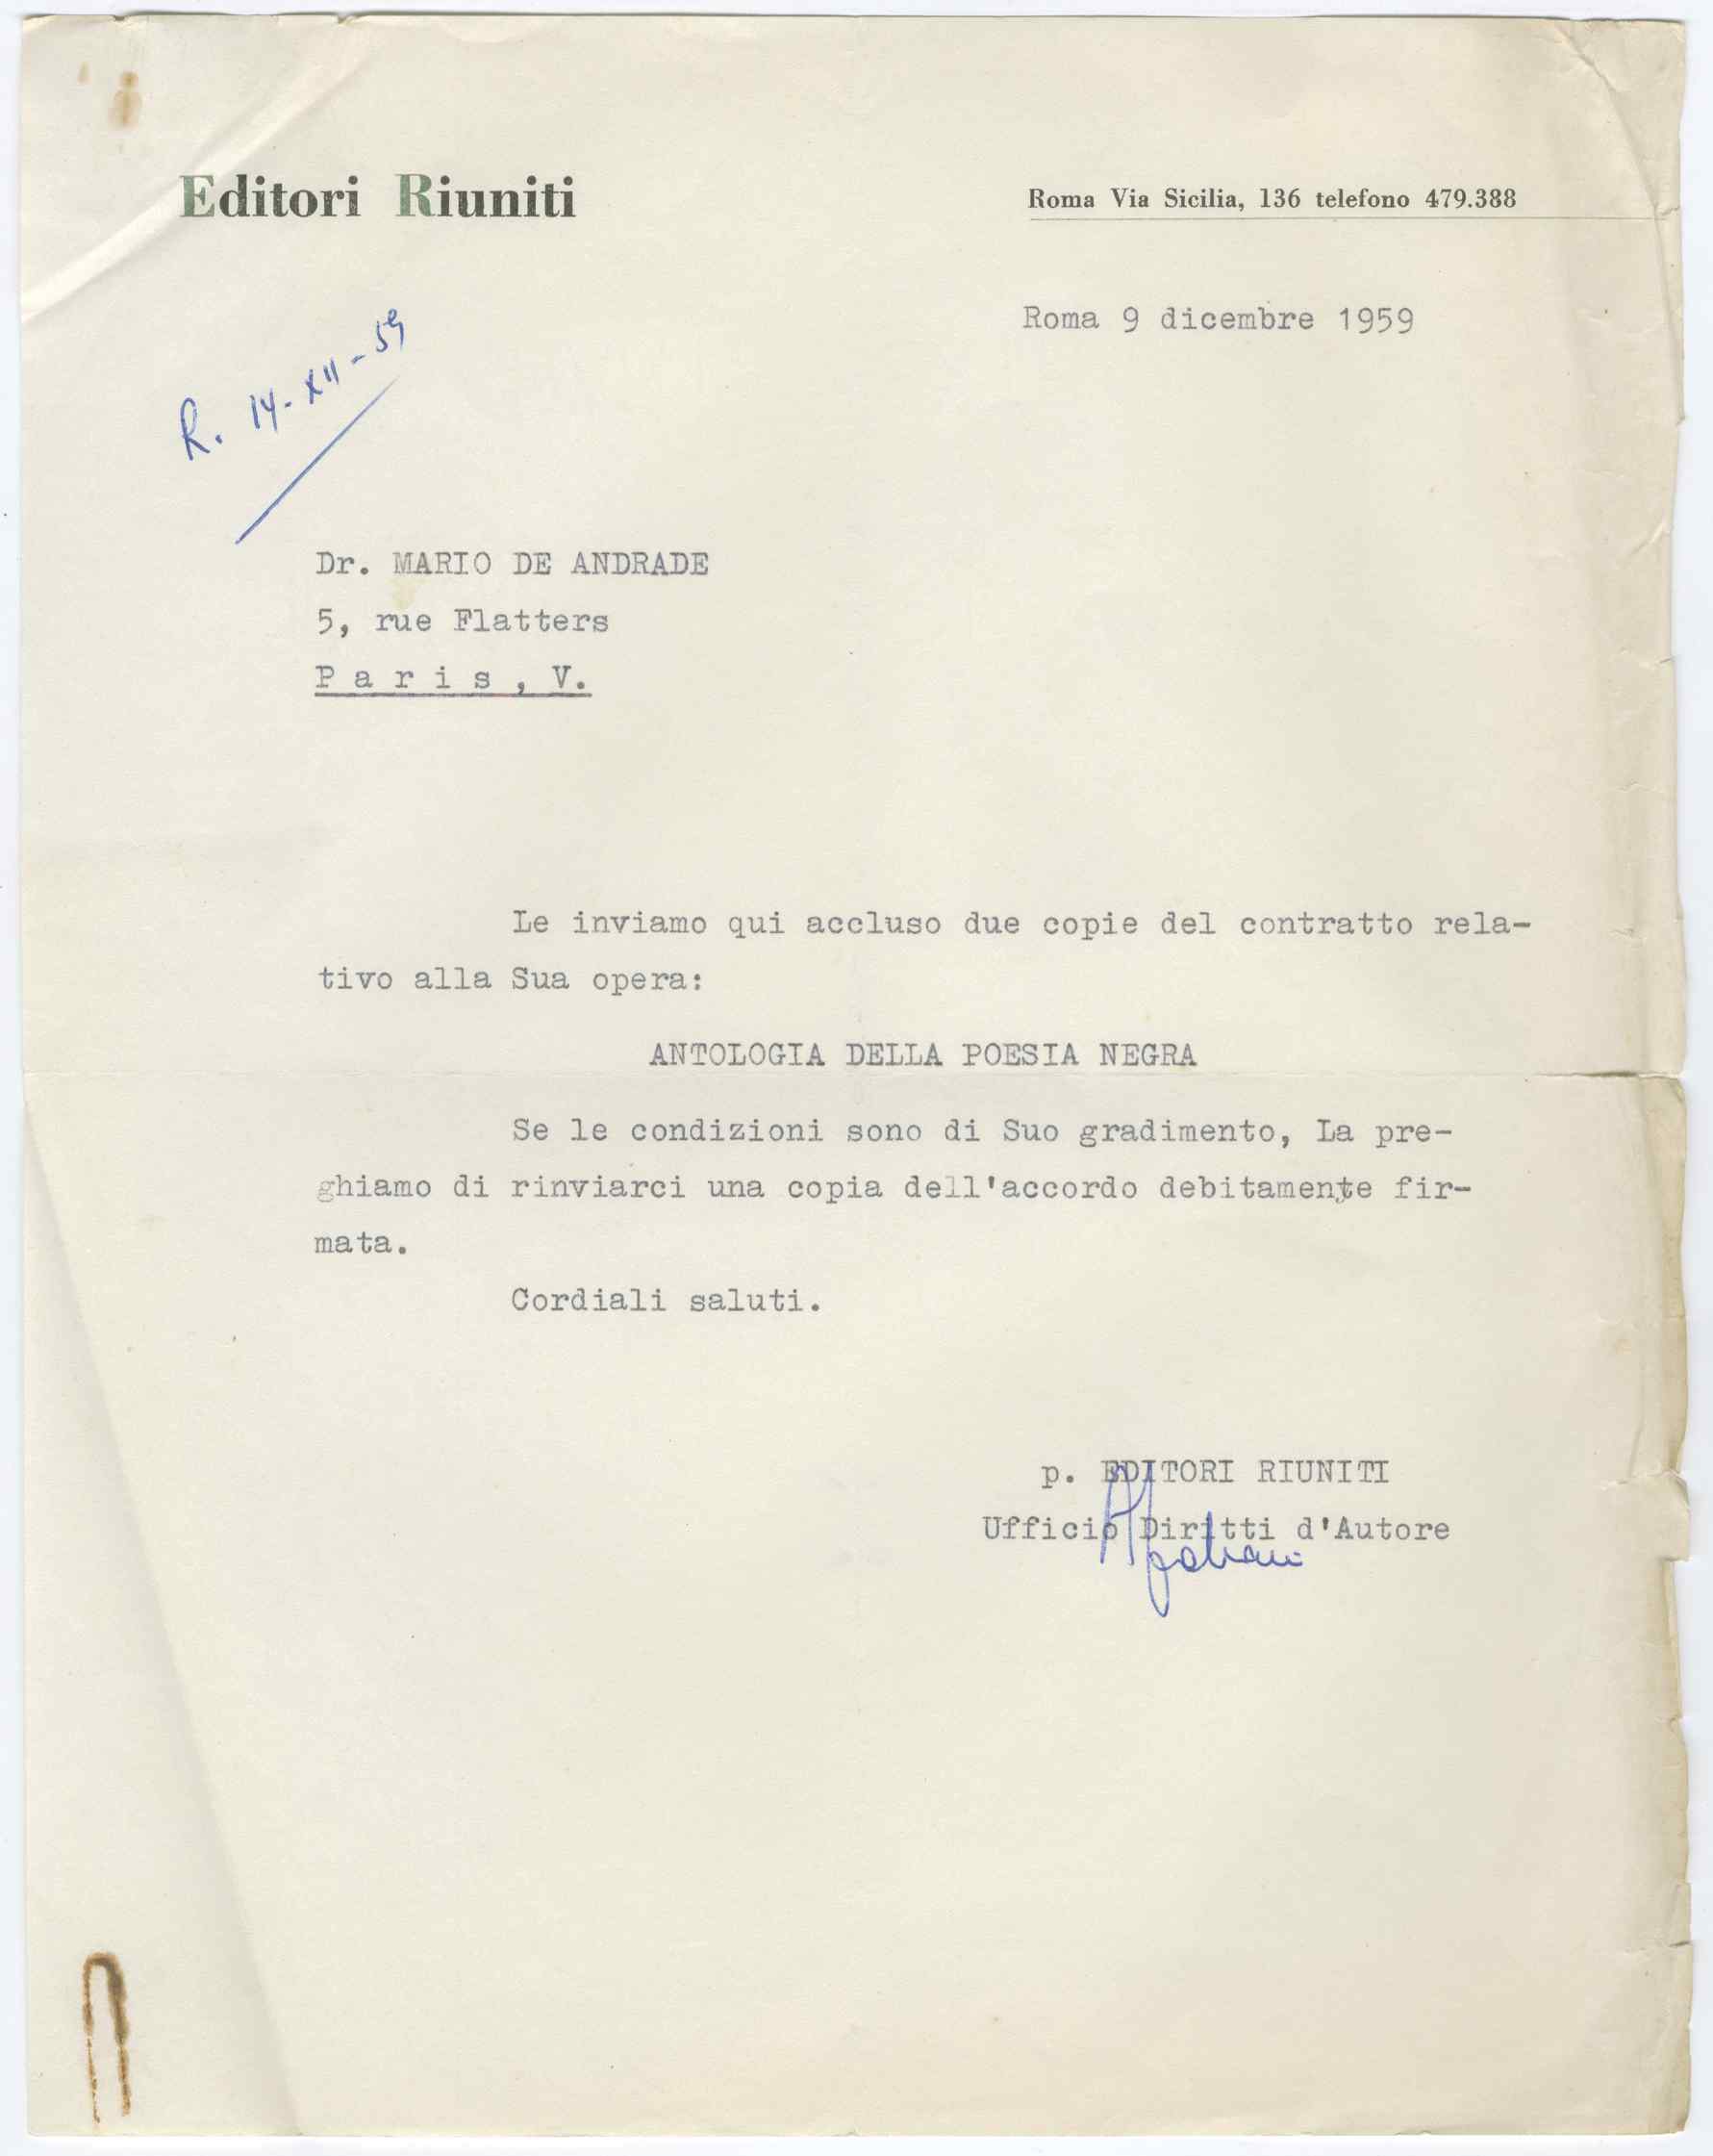 Editori Riuniti
Roma Via Sicilia, 136 telefono 479.388
Roma 9 dicembre 1959
R. 14-XII-59
Dr. MARIO DE ANDRADE
5, rue Flatters
Paris, V.
Le inviamo qui accluso due copie del contratto rela-
tivo alla Sua opera:
ANTOLOGIA DELLA POESIA NEGRA
Se le condizioni sono di Suo gradimento, La pre-
ghiamo di rinviarci una copia dell'accordo debitamente fir-
mata.
Cordiali saluti.
p. EDITORI RIUNITI
Ufficio Diritti d'Autore